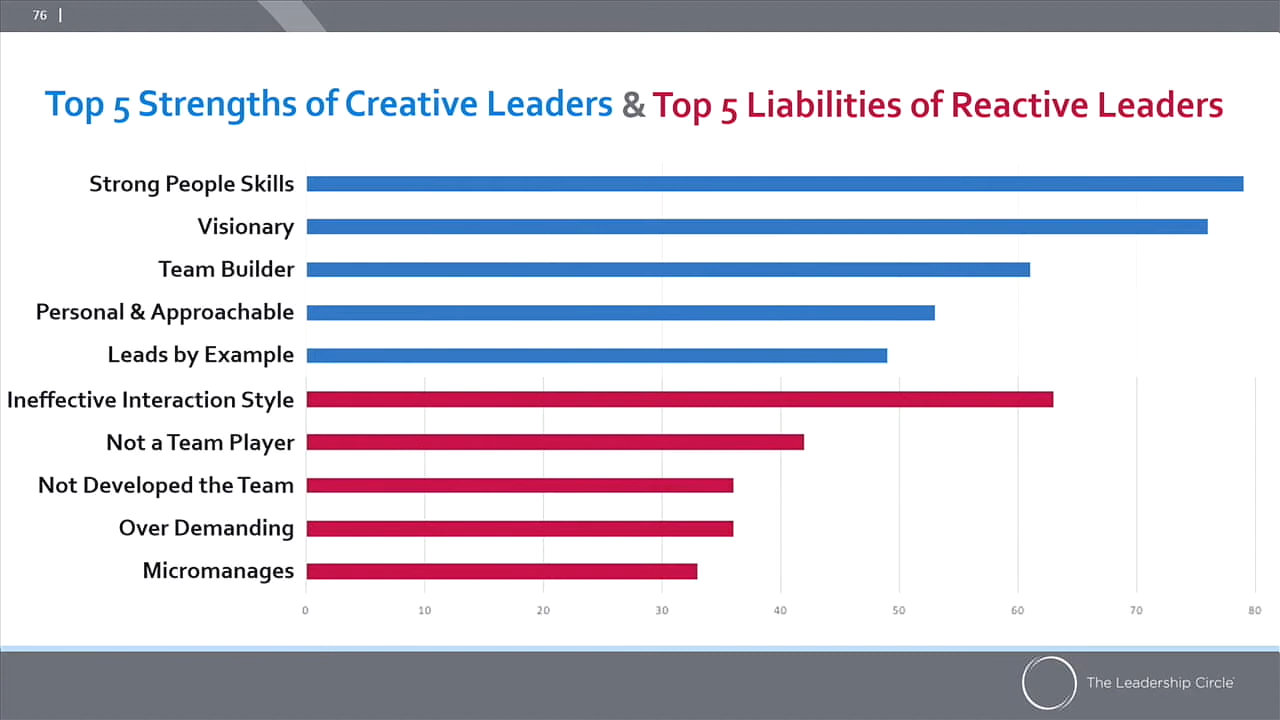 76 |
Top 5 Strengths of Creative Leaders & Top 5 Liabilities of Reactive Leaders
Strong People Skills
Visionary
Team Builder
Personal & Approachable
Leads by Example
Ineffective Interaction Style
Not a Team Player
Not Developed the Team
Over Demanding
Micromanages
0 10 20 30 40 50 60 70 80
The Leadership Circle